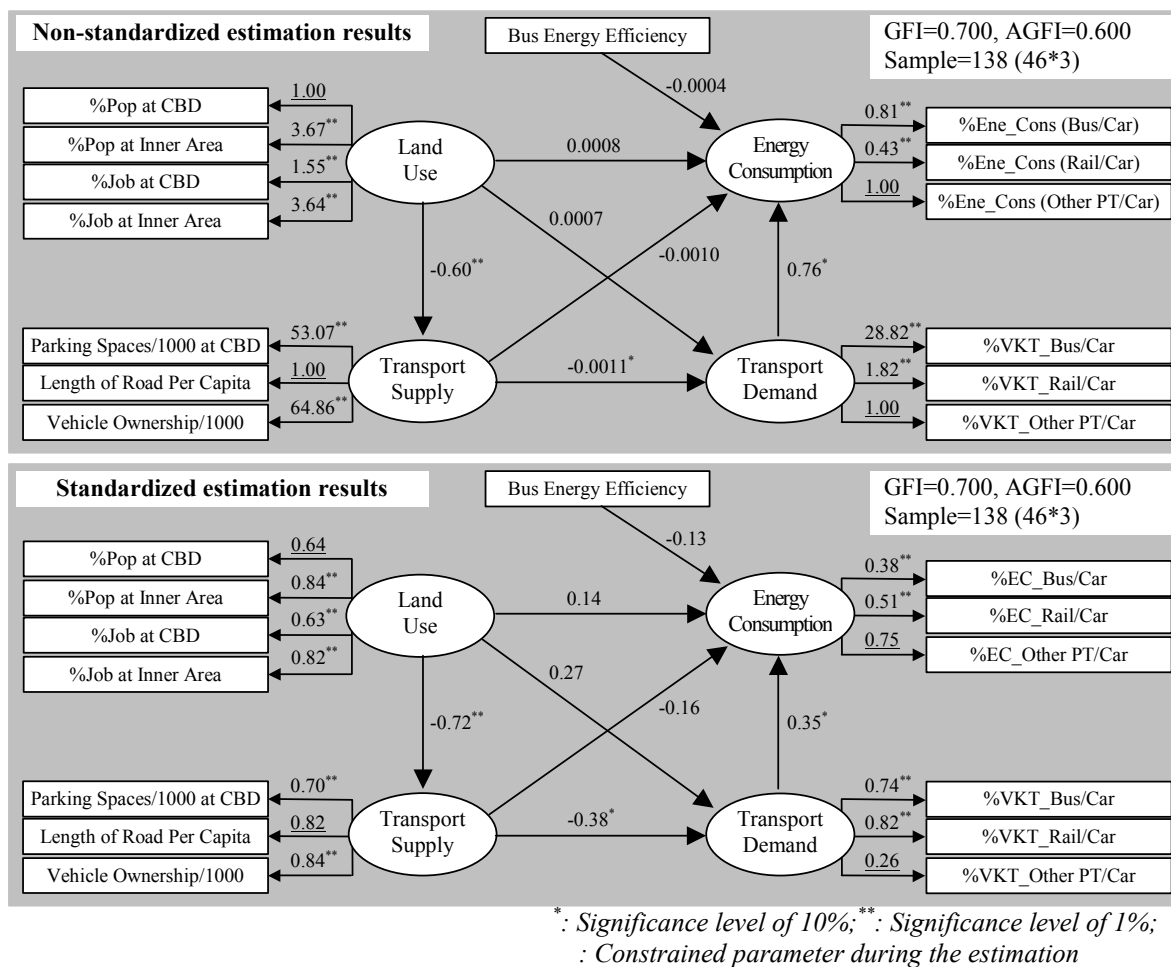 Non-standardized estimation results
Bus Energy Efficiency
GFI=0.700, AGFI=0.600
Sample=138 (46*3)
-0.0004
%Pop at CBD
1.00
%Pop at Inner Area
3.67**
%Job at CBD
1.55**
%Job at Inner Area
3.64**
Land
Use
0.0008
Energy
Consumption
0.81**
%Ene_Cons (Bus/Car)
0.43**
%Ene_Cons (Rail/Car)
1.00
%Ene_Cons (Other PT/Car)
0.0007
-0.0010
-0.60**
0.76*
Parking Spaces/1000 at CBD
53.07**
Length of Road Per Capita
1.00
Vehicle Ownership/1000
64.86**
Transport
Supply
-0.0011*
Transport
Demand
28.82**
%VKT_Bus/Car
1.82**
%VKT_Rail/Car
1.00
%VKT_Other PT/Car
Standardized estimation results
Bus Energy Efficiency
GFI=0.700, AGFI=0.600
Sample=138 (46*3)
-0.13
%Pop at CBD
0.64
%Pop at Inner Area
0.84**
%Job at CBD
0.63**
%Job at Inner Area
0.82**
Land
Use
0.14
Energy
Consumption
0.38**
%EC_Bus/Car
0.51**
%EC_Rail/Car
0.75
%EC_Other PT/Car
0.27
-0.16
-0.72**
0.35*
Parking Spaces/1000 at CBD
0.70**
Length of Road Per Capita
0.82
Vehicle Ownership/1000
0.84**
Transport
Supply
-0.38*
Transport
Demand
0.74**
%VKT_Bus/Car
0.82**
%VKT_Rail/Car
0.26
%VKT_Other PT/Car
*: Significance level of 10%; **: Significance level of 1%;
: Constrained parameter during the estimation